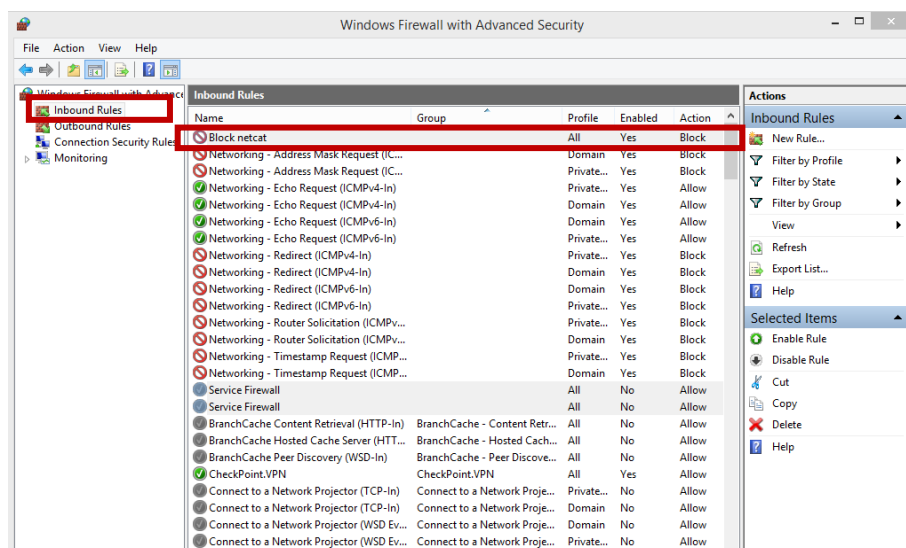 Windows Firewall with Advanced Security
File Action View Help
Windows Firewall with Advance
Inbound Rules
Outbound Rules
Connection Security Rules
Monitoring
Inbound Rules
Name Group Profile Enabled Action
Block netcat All Yes Block
Networking - Address Mask Request (IC... Domain Yes Block
Networking - Address Mask Request (IC... Private... Yes Block
Networking - Echo Request (ICMPv4-In) Private... Yes Allow
Networking - Echo Request (ICMPv4-In) Domain Yes Allow
Networking - Echo Request (ICMPv6-In) Domain Yes Allow
Networking - Echo Request (ICMPv6-In) Private... Yes Allow
Networking - Redirect (ICMPv4-In) Private... Yes Block
Networking - Redirect (ICMPv4-In) Domain Yes Block
Networking - Redirect (ICMPv6-In) Domain Yes Block
Networking - Redirect (ICMPv6-In) Private... Yes Block
Networking - Router Solicitation (ICMPv... Private... Yes Block
Networking - Router Solicitation (ICMPv... Domain Yes Block
Networking - Timestamp Request (ICMP... Private... Yes Block
Networking - Timestamp Request (ICMP... Domain Yes Block
Service Firewall All No Allow
Service Firewall All No Allow
BranchCache Content Retrieval (HTTP-In) BranchCache - Content Retr... All No Allow
BranchCache Hosted Cache Server (HTT... BranchCache - Hosted Cach... All No Allow
BranchCache Peer Discovery (WSD-In) BranchCache - Peer Discove... All No Allow
CheckPoint.VPN CheckPoint.VPN All Yes Allow
Connect to a Network Projector (TCP-In) Connect to a Network Proje... Private... No Allow
Connect to a Network Projector (TCP-In) Connect to a Network Proje... Domain No Allow
Connect to a Network Projector (WSD Ev... Connect to a Network Proje... Domain No Allow
Connect to a Network Projector (WSD Ev... Connect to a Network Proje... Private... No Allow
Actions
Inbound Rules
New Rule...
Filter by Profile
Filter by State
Filter by Group
View
Refresh
Export List...
Help
Selected Items
Enable Rule
Disable Rule
Cut
Copy
Delete
Help